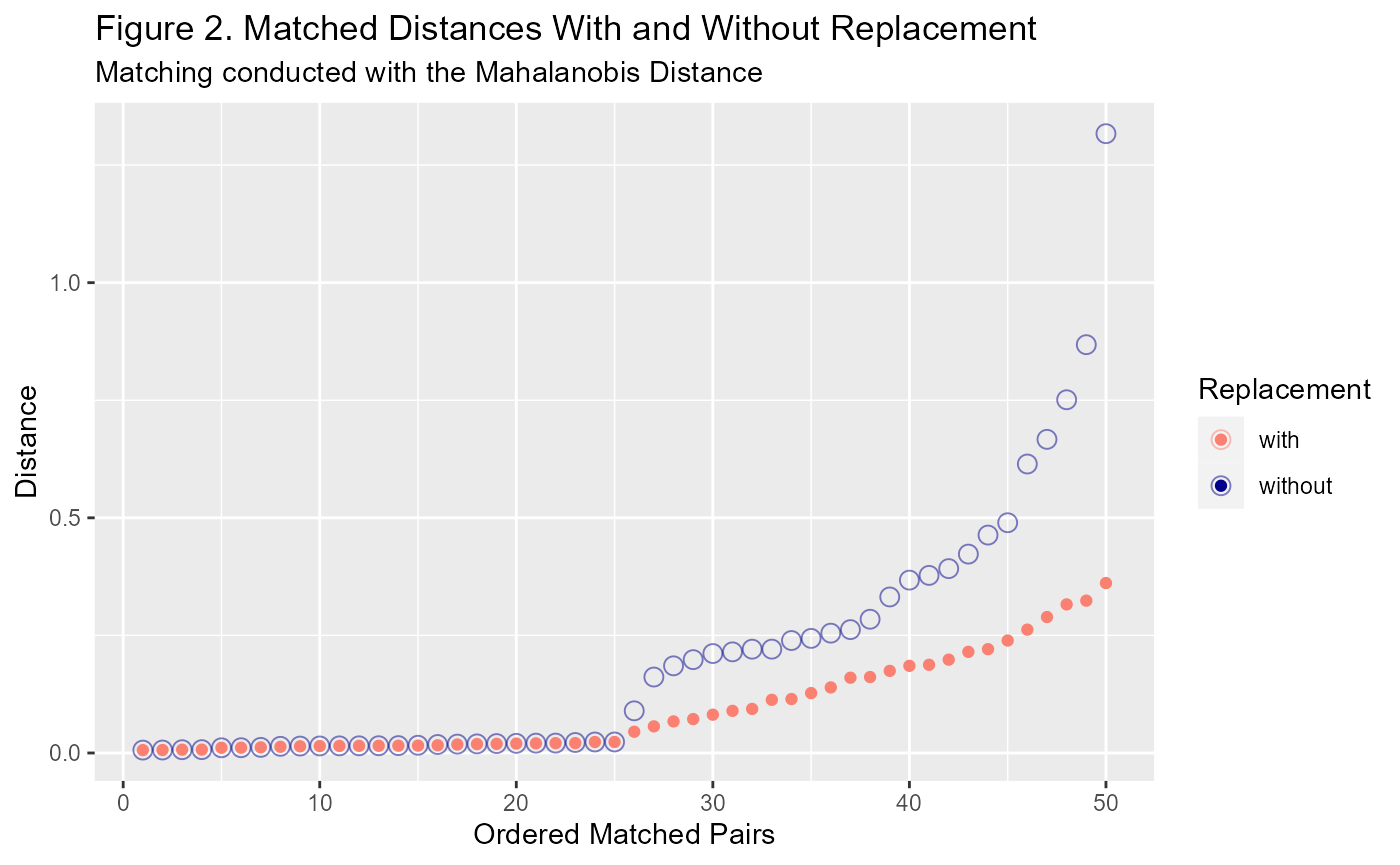 Figure 2. Matched Distances With and Without Replacement
Matching conducted with the Mahalanobis Distance
1.0
0.5
0.0
Distance
0 10 20 30 40 50
Ordered Matched Pairs
Replacement
with
without